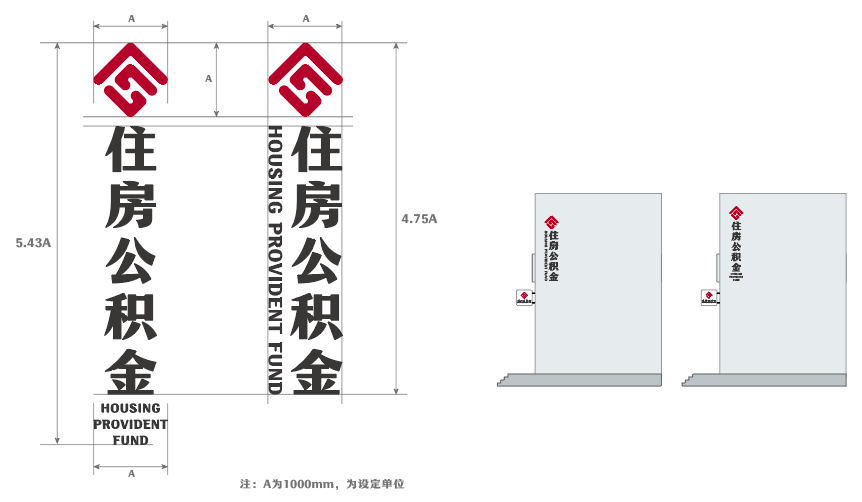 A
A
A
住房公积金
HOUSING PROVIDENT FUND
住房公积金
5.43A
4.75A
HOUSING
PROVIDENT
FUND
A
注：A为1000mm，为设定单位
住房公积金
住房公积金